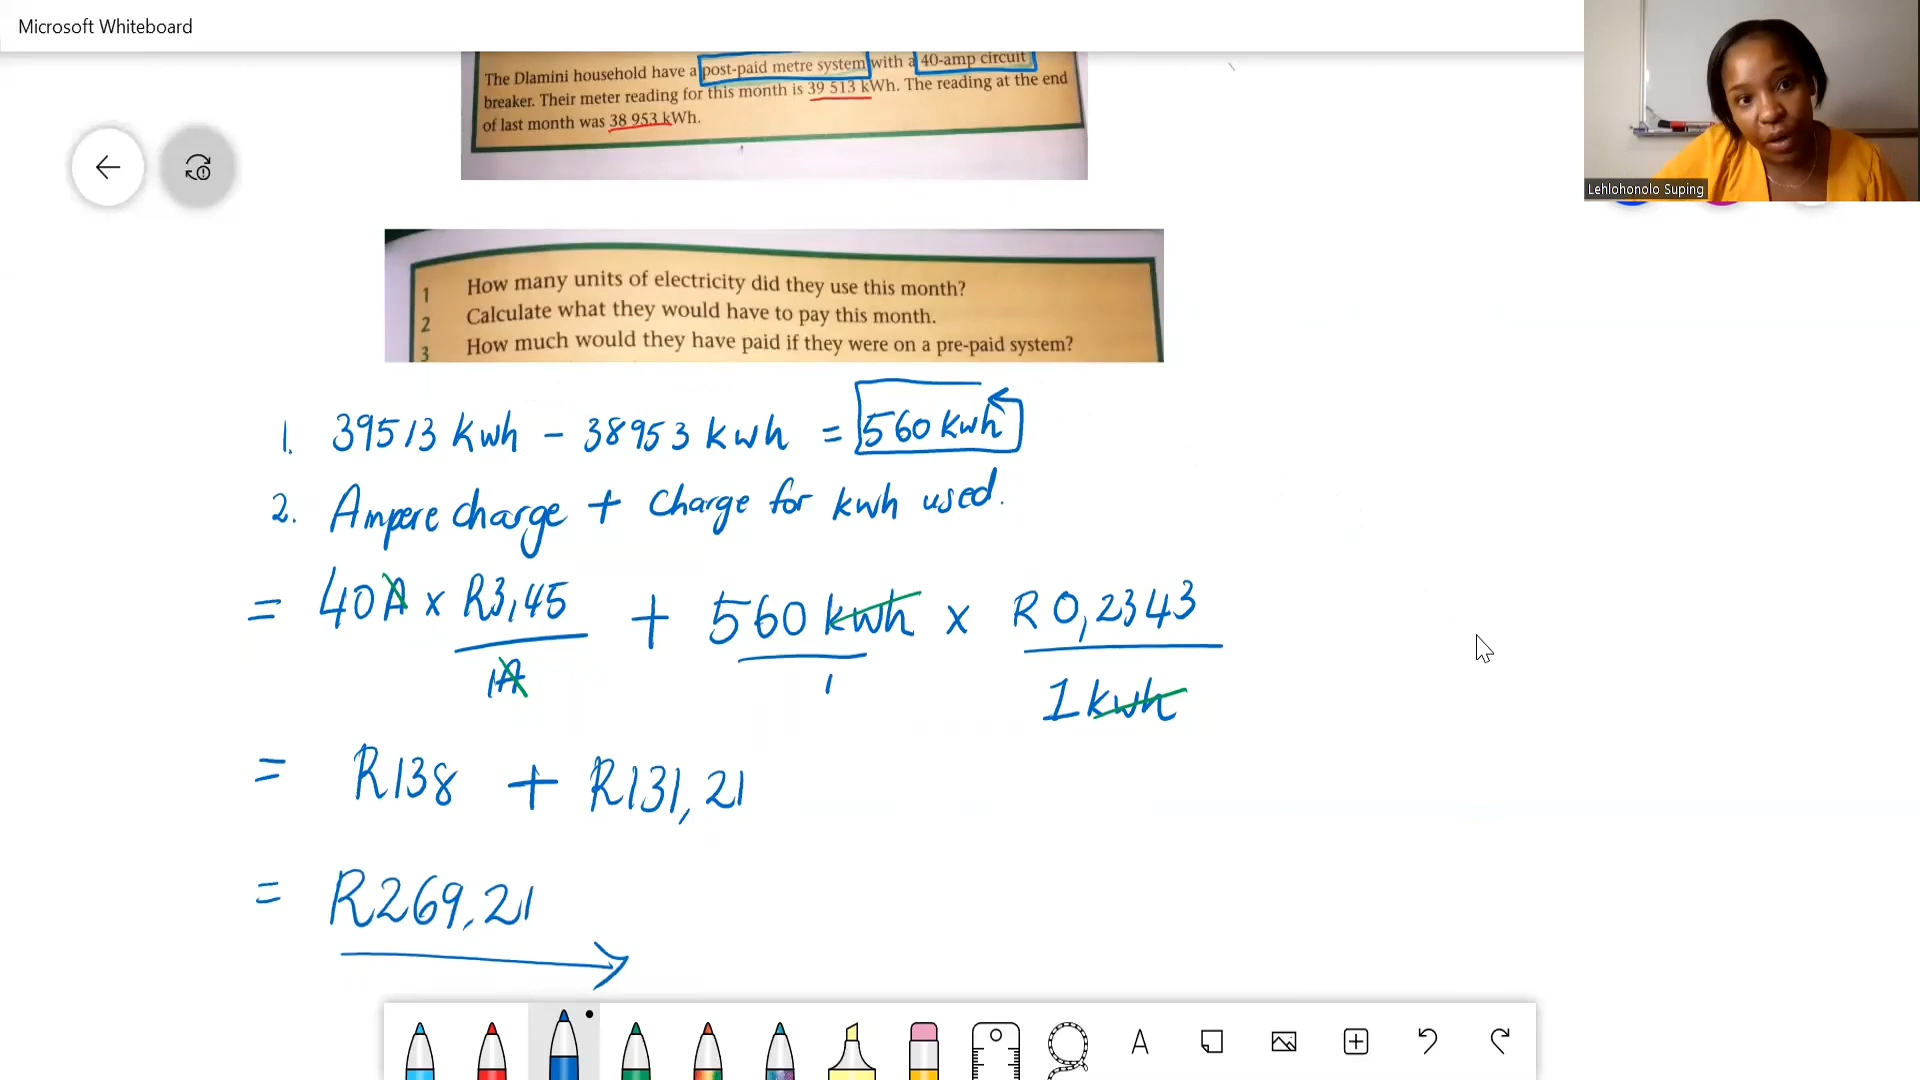 Microsoft Whiteboard
The Dlamini household have a post-paid metre system with a 40-amp circuit
breaker. Their meter reading for this month is 39 513 kWh. The reading at the end
of last month was 38 953 kWh.
Lehlohonolo Suping
1 How many units of electricity did they use this month?
2 Calculate what they would have to pay this month.
3 How much would they have paid if they were on a pre-paid system?
1. 39513 kwh - 38953 kwh = 560 kwh
2. Ampere charge + charge for kwh used.
= 40A x R3,45 + 560 kwh x R0,2343
1A 1 1kwh
= R138 + R131,21
= R269,21
A